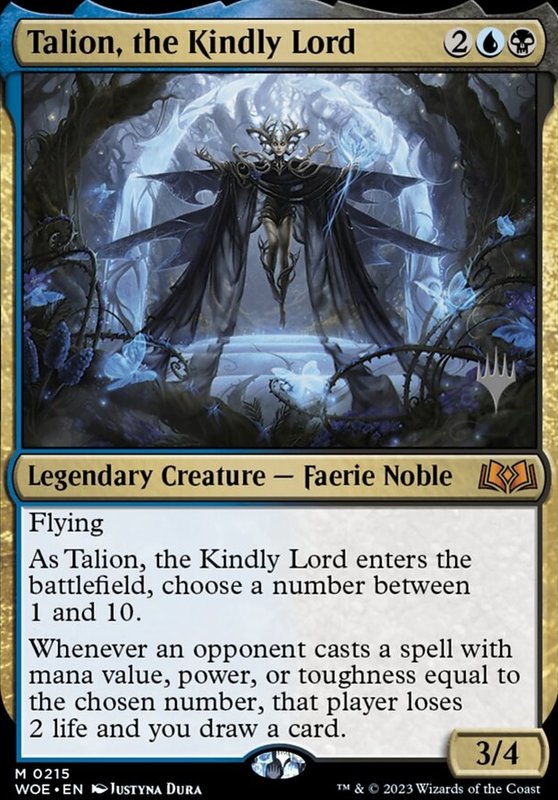 Talion, the Kindly Lord 2
Legendary Creature — Faerie Noble
Flying
As Talion, the Kindly Lord enters the
battlefield, choose a number between
1 and 10.
Whenever an opponent casts a spell with
mana value, power, or toughness equal to
the chosen number, that player loses
2 life and you draw a card.
3/4
M 0215
WOE • EN Justyna Dura
™ & © 2023 Wizards of the Coast